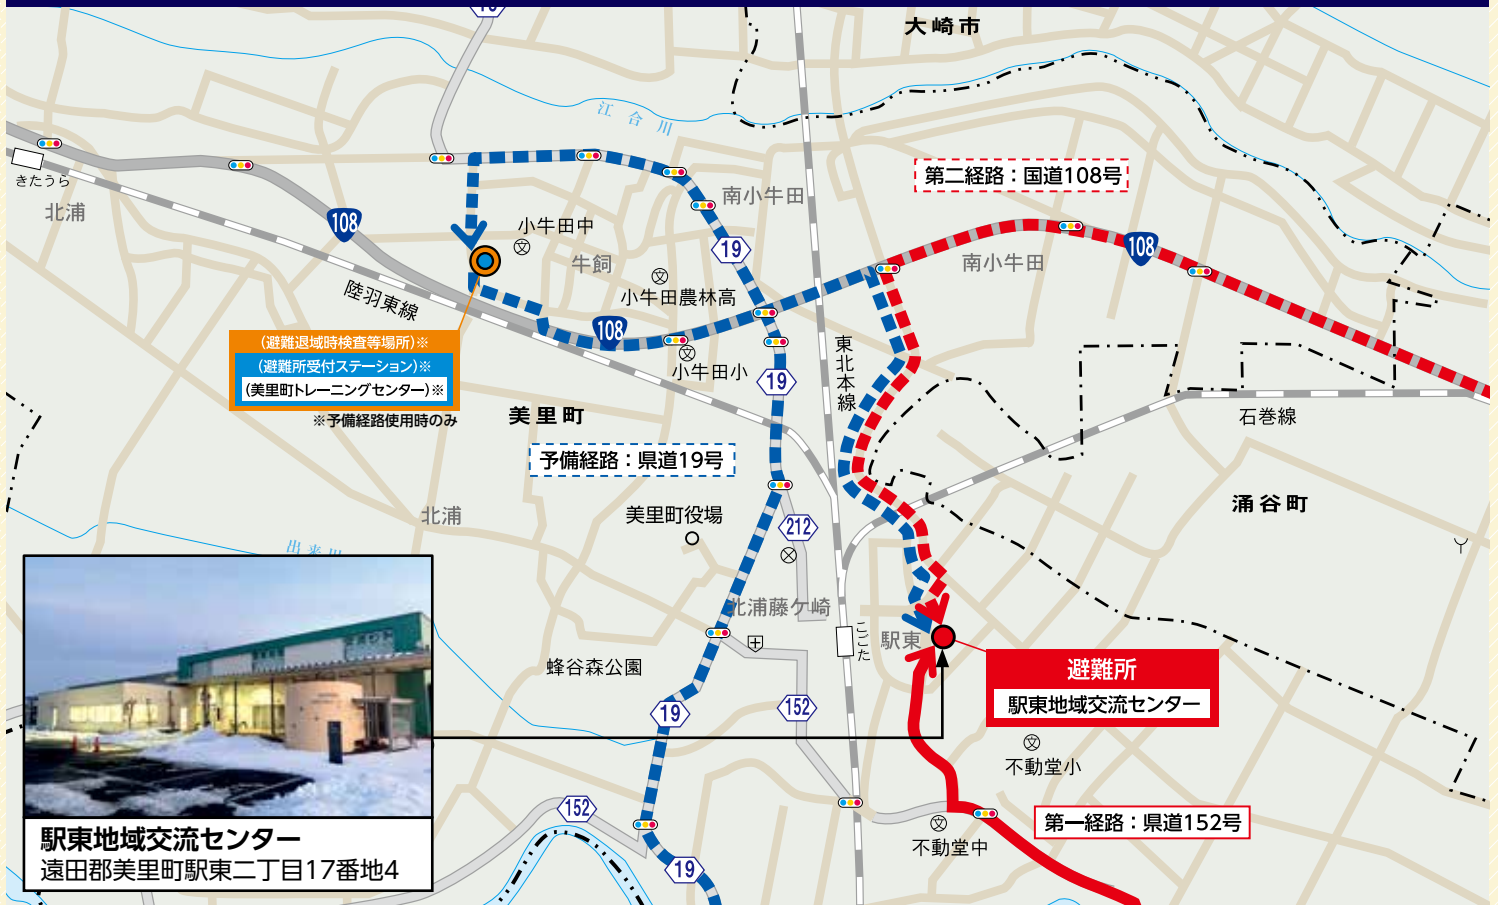 大崎市
江合川
きたうら
北浦
108
小牛田中
牛飼
小牛田農林高
南小牛田
19
第二経路：国道108号
108
南小牛田
陸羽東線
108
(避難退域時検査等場所)※
(避難所受付ステーション)※
(美里町トレーニングセンター)※
※予備経路使用時のみ
小牛田小
19
東北本線
美里町
石巻線
予備経路：県道19号
涌谷町
北浦
美里町役場
212
北浦藤ケ崎
こごた
駅東
蜂谷森公園
避難所
駅東地域交流センター
19
152
不動堂小
152
第一経路：県道152号
不動堂中
19
駅東地域交流センター
遠田郡美里町駅東二丁目17番地4